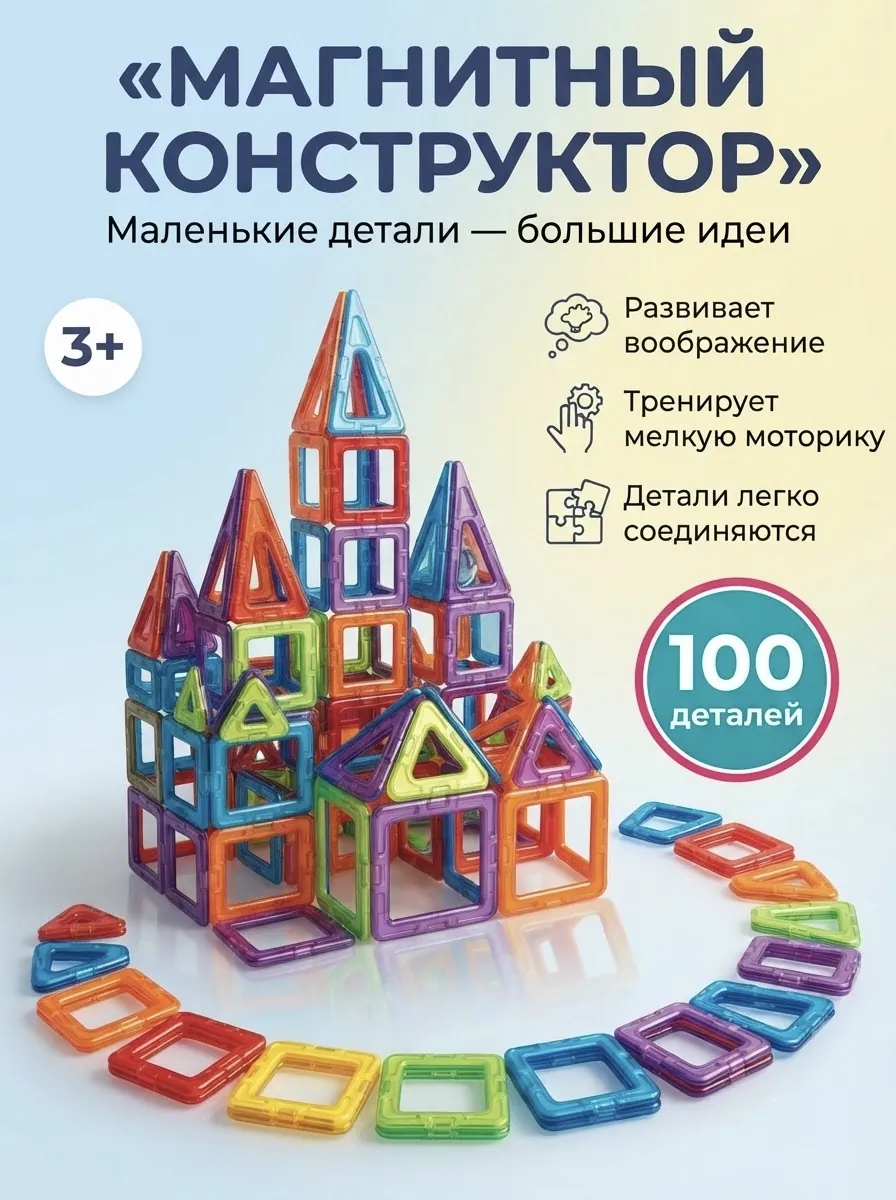 «МАГНИТНЫЙ
КОНСТРУКТОР»
Маленькие детали — большие идеи
3+
Развивает
воображение
Тренирует
мелкую моторику
Детали легко
соединяются
100
деталей